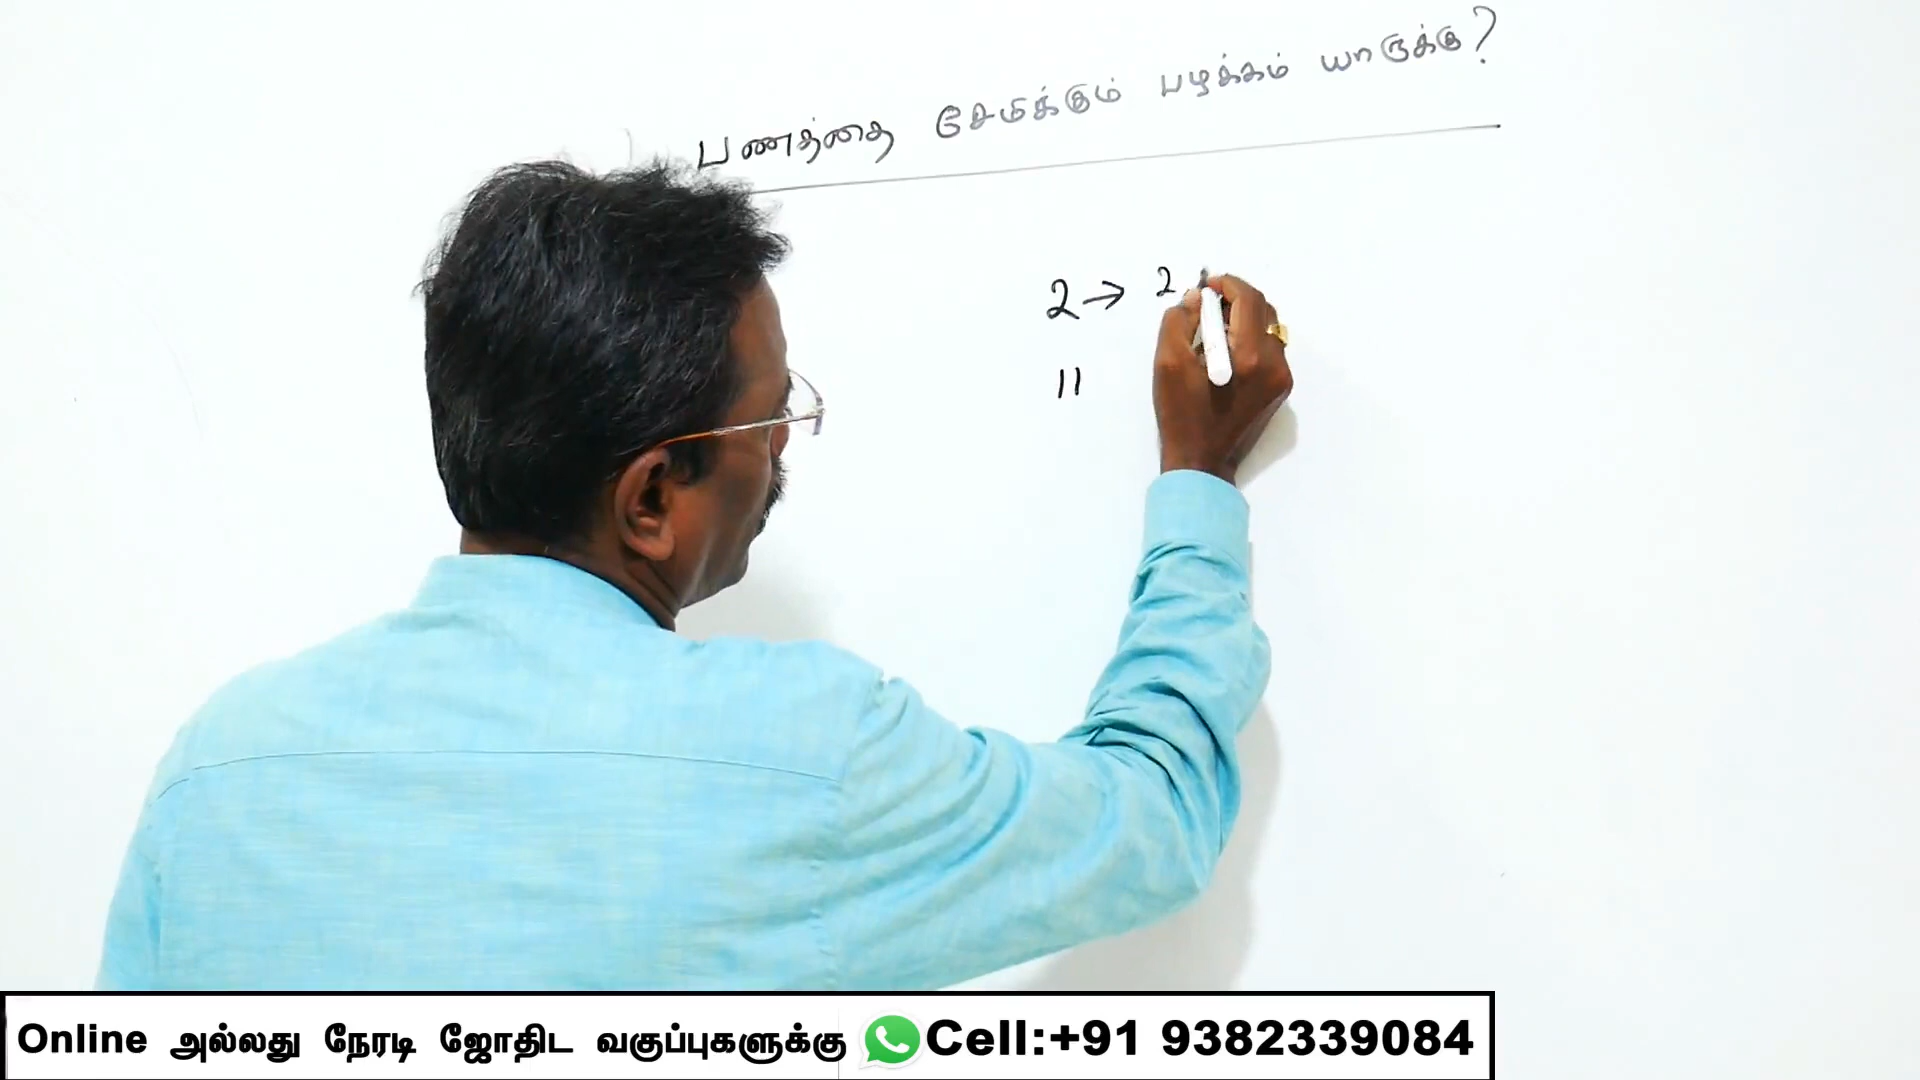 பணத்தை சேமிக்கும் பழக்கம் யாருக்கு?
2 → 2
11
Online அல்லது நேரடி ஜோதிட வகுப்புகளுக்கு Cell:+91 9382339084